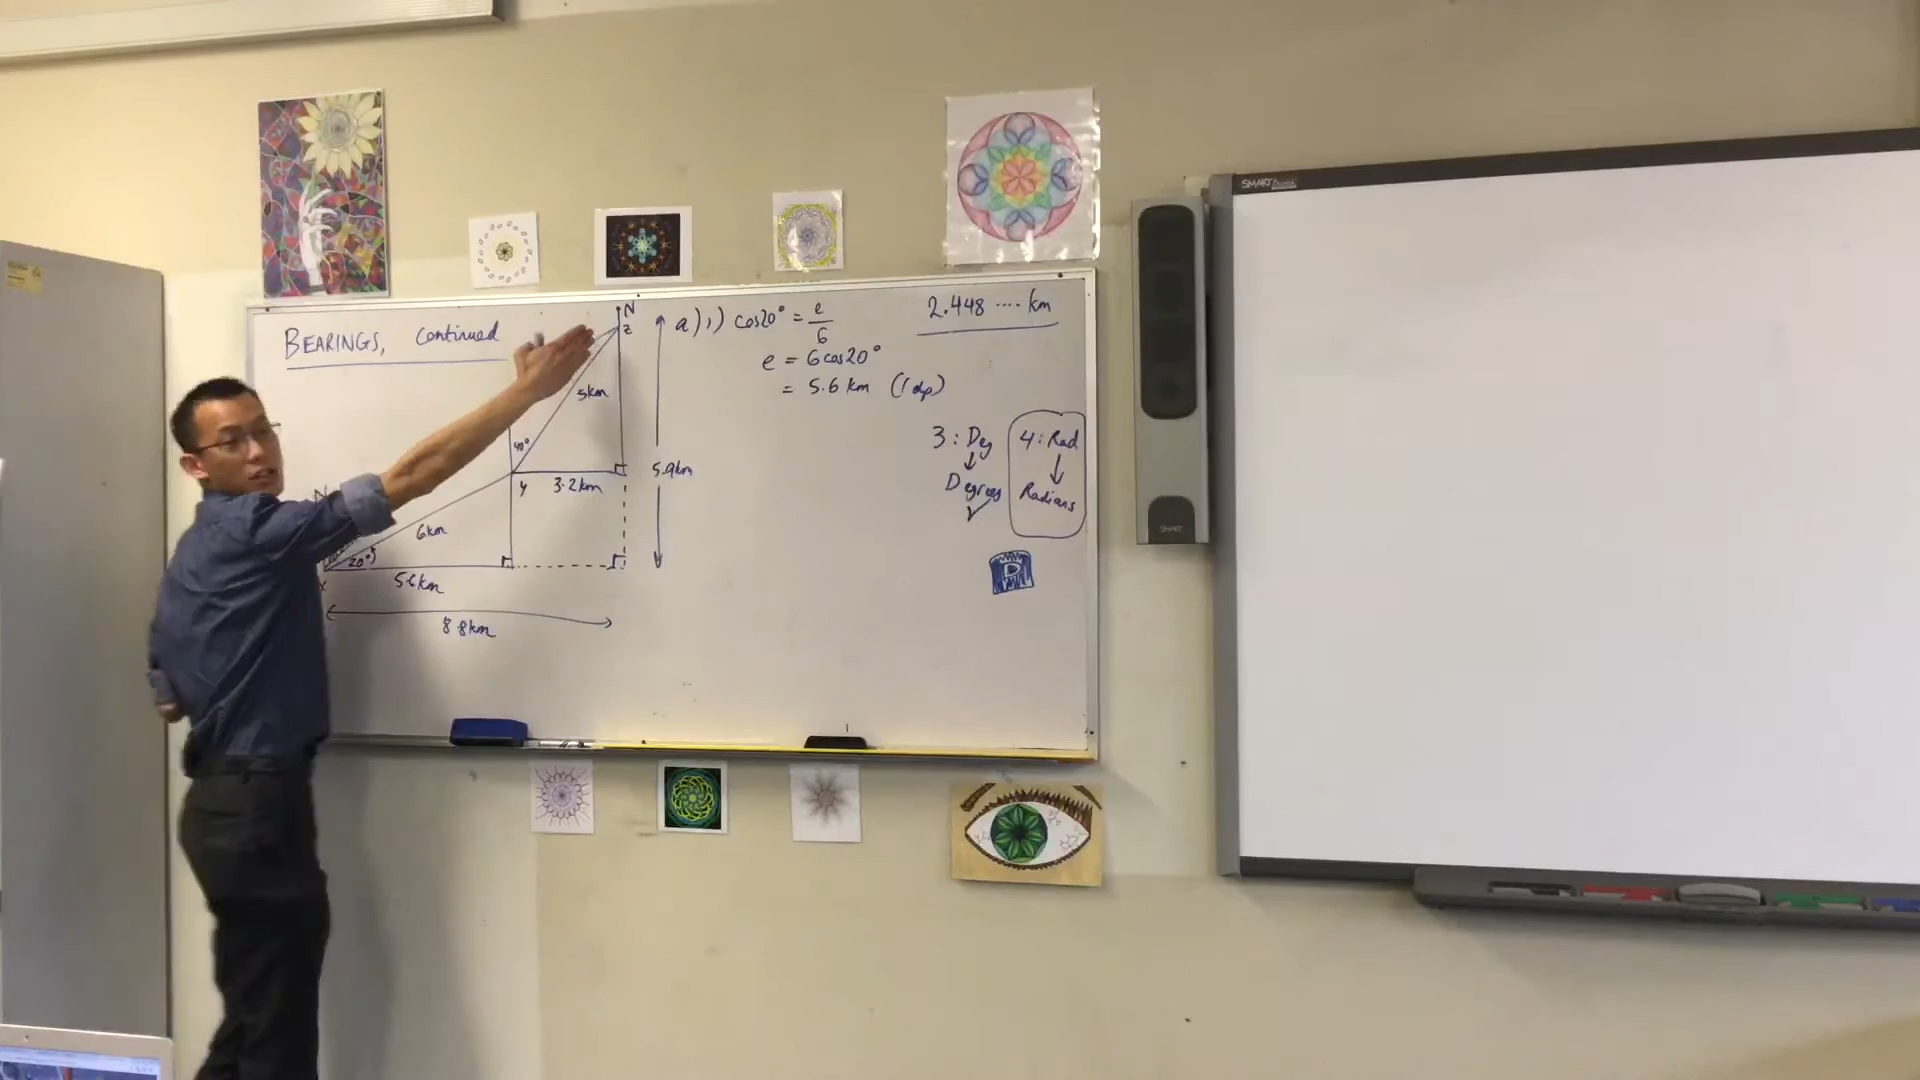 BEARINGS, Continued
N
Z
5km
40°
Y
3.2km
5.9km
6km
20°
X
5.6km
8.8km
a) i) cos20° = e/6
e = 6cos20°
= 5.6 km (1dp)
2.448 .... km
3: Deg
Degrees
4: Rad
Radians
D
SMART
SMART